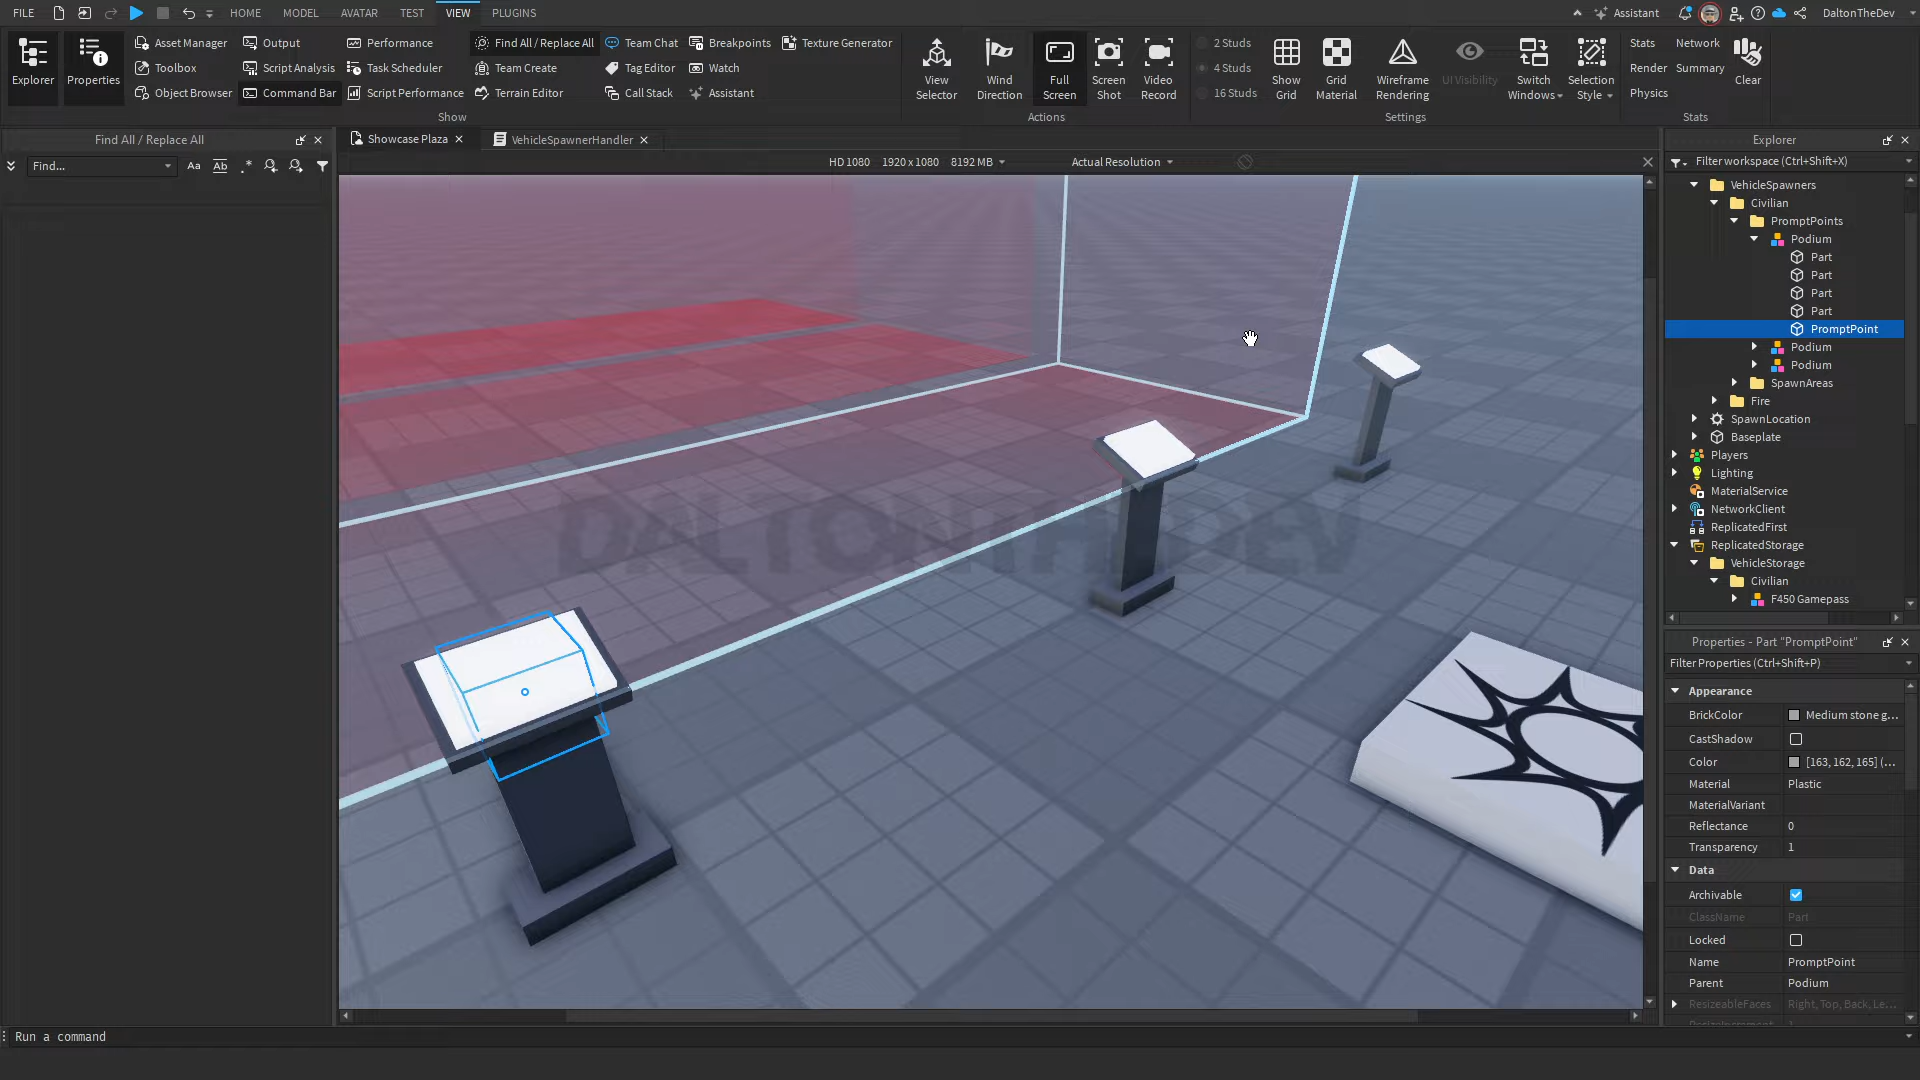 FILE HOME MODEL AVATAR TEST VIEW PLUGINS Assistant DaltonTheDev
Explorer
Properties
Asset Manager Output Performance Find All / Replace All Team Chat Breakpoints Texture Generator
Toolbox Script Analysis Task Scheduler Team Create Tag Editor Watch
Object Browser Command Bar Script Performance Terrain Editor Call Stack Assistant
Show
View Selector
Wind Direction
Full Screen
Screen Shot
Video Record
Actions
2 Studs
4 Studs
16 Studs
Show Grid
Grid Material
Wireframe Rendering
UI Visibility
Switch Windows
Selection Style
Settings
Stats Network
Render Summary
Physics
Clear
Stats
Find All / Replace All
Find...
Aa Ab .*
Showcase Plaza VehicleSpawnerHandler
HD 1080 1920 x 1080 8192 MB Actual Resolution
DALTONTHEDEV
Explorer
Filter workspace (Ctrl+Shift+X)
VehicleSpawners
Civilian
PromptPoints
Podium
Part
Part
Part
Part
PromptPoint
Podium
Podium
SpawnAreas
Fire
SpawnLocation
Baseplate
Players
Lighting
MaterialService
NetworkClient
ReplicatedFirst
ReplicatedStorage
VehicleStorage
Civilian
F450 Gamepass
Properties - Part "PromptPoint"
Filter Properties (Ctrl+Shift+P)
Appearance
BrickColor Medium stone g...
CastShadow
Color [163, 162, 165] (...
Material Plastic
MaterialVariant
Reflectance 0
Transparency 1
Data
Archivable
ClassName Part
Locked
Name PromptPoint
Parent Podium
ResizeableFaces Right, Top, Back, Le...
Run a command